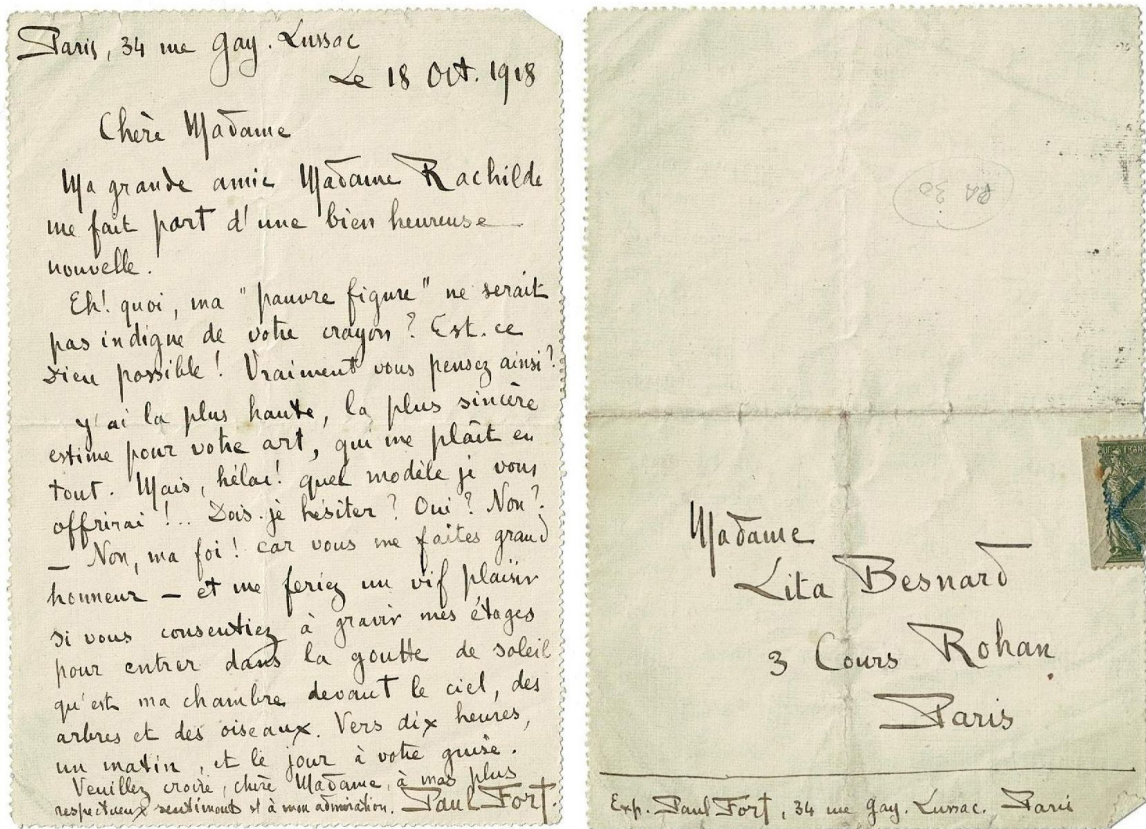 Paris, 34 rue Gay-Lussac
Le 18 Oct. 1918
Chère Madame
Ma grande amie Madame Rachilde
me fait part d'une bien heureuse
nouvelle.
Eh! quoi, ma "pauvre figure" ne serait
pas indigne de votre crayon? Est-ce
Dieu possible! Vraiment vous pensez ainsi?
J'ai la plus haute, la plus sincère
estime pour votre art, qui me plaît en
tout. Mais, hélas! quel modèle je vous
offrirai!.. Dois-je hésiter? Oui? Non?
— Non, ma foi! car vous me faites grand
honneur — et me feriez un vif plaisir
si vous consentiez à gravir mes étages
pour entrer dans la goutte de soleil
qu'est ma chambre devant le ciel, des
arbres et des oiseaux. Vers dix heures,
un matin, et le jour à votre guise.
Veuillez croire, chère Madame, à mes plus
respectueux sentiments et à mon admiration. Paul Fort.
RA 30
Madame
Lita Besnard
3 Cours Rohan
Paris
Exp. Paul Fort, 34 rue Gay-Lussac. Paris